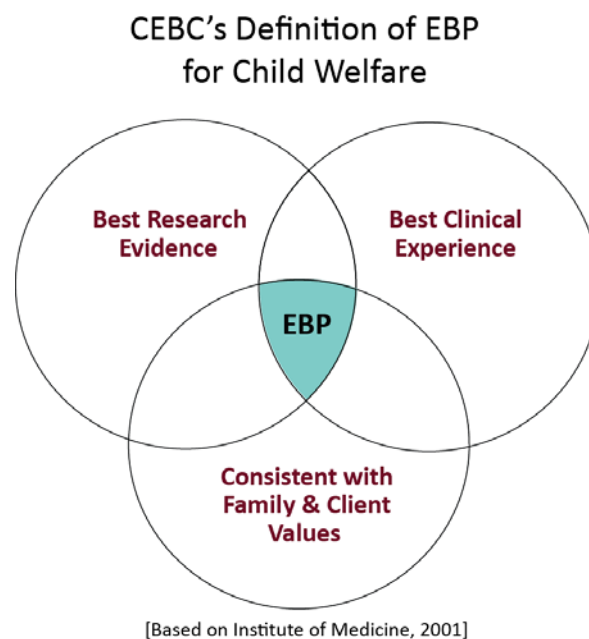 CEBC's Definition of EBP
for Child Welfare
Best Research
Evidence
Best Clinical
Experience
EBP
Consistent with
Family & Client
Values
[Based on Institute of Medicine, 2001]